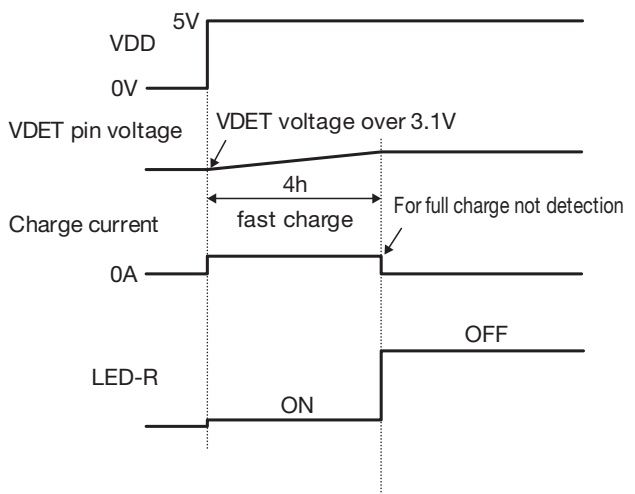 5V
VDD
0V
VDET pin voltage
VDET voltage over 3.1V
4h
fast charge
For full charge not detection
Charge current
0A
OFF
LED-R
ON